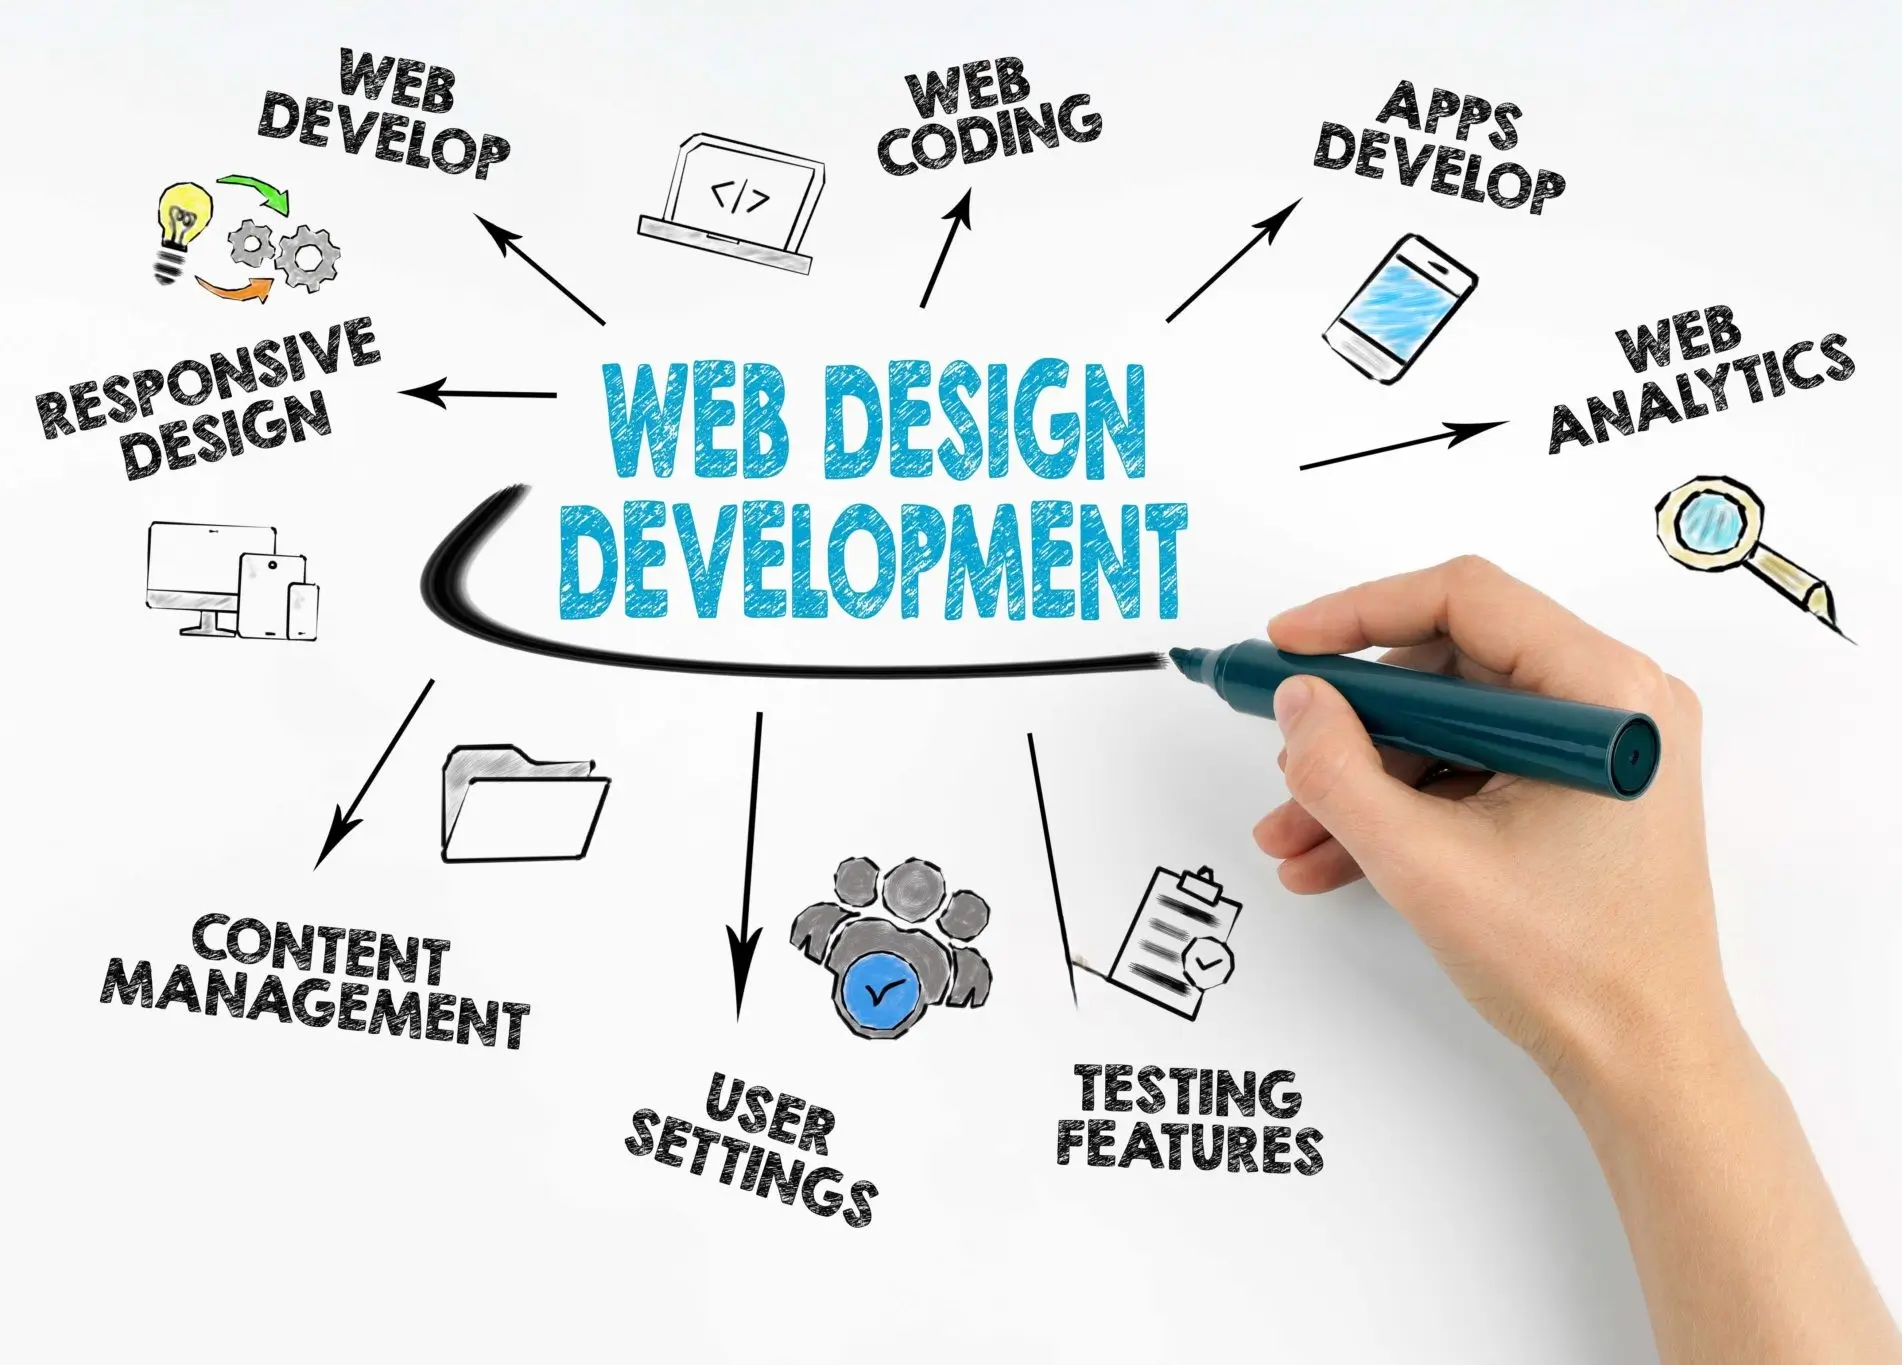 WEB
DEVELOP
WEB
CODING
APPS
DEVELOP
RESPONSIVE
DESIGN
WEB DESIGN
DEVELOPMENT
WEB
ANALYTICS
</>
CONTENT
MANAGEMENT
USER
SETTINGS
TESTING
FEATURES